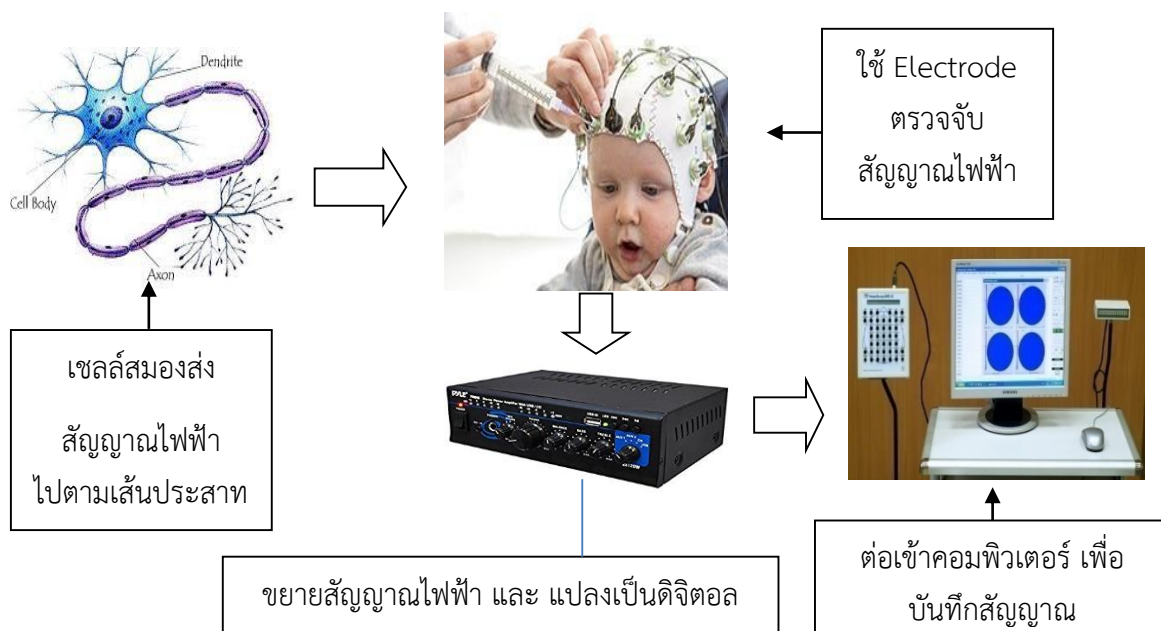 Dendrite
Cell Body
Axon
ใช้ Electrode
ตรวจจับ
สัญญาณไฟฟ้า
เซลล์สมองส่ง
สัญญาณไฟฟ้า
ไปตามเส้นประสาท
PYLE
ขยายสัญญาณไฟฟ้า และ แปลงเป็นดิจิตอล
ต่อเข้าคอมพิวเตอร์ เพื่อ
บันทึกสัญญาณ